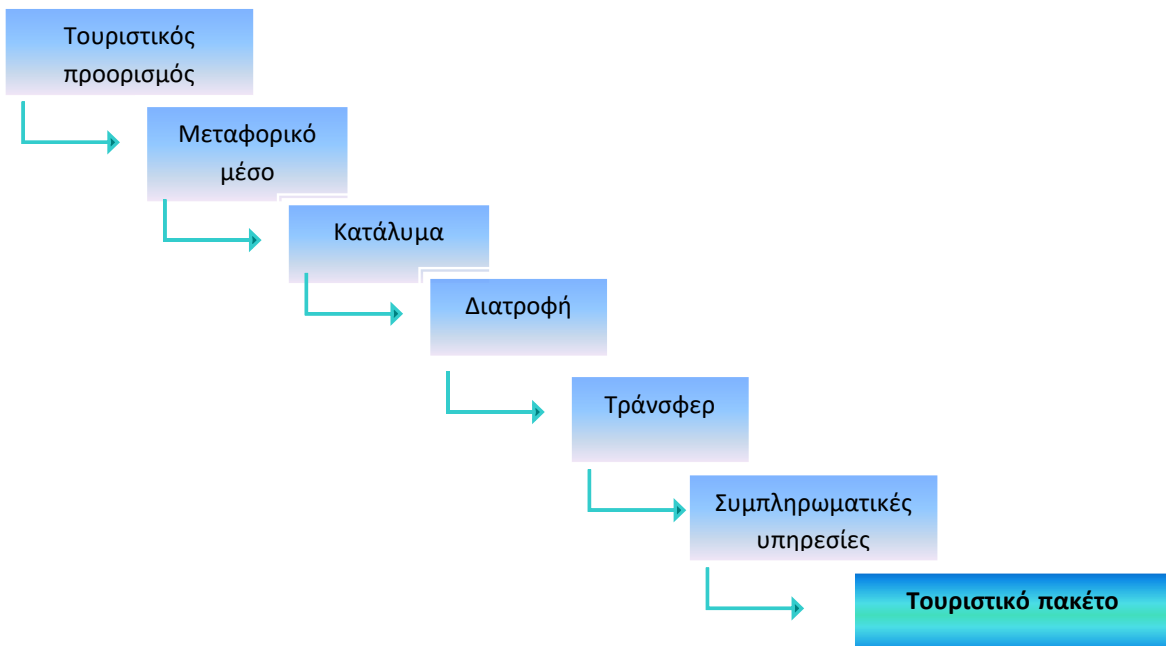 Τουριστικός
προορισμός
Μεταφορικό
μέσο
Κατάλυμα
Διατροφή
Τράνσφερ
Συμπληρωματικές
υπηρεσίες
Τουριστικό πακέτο